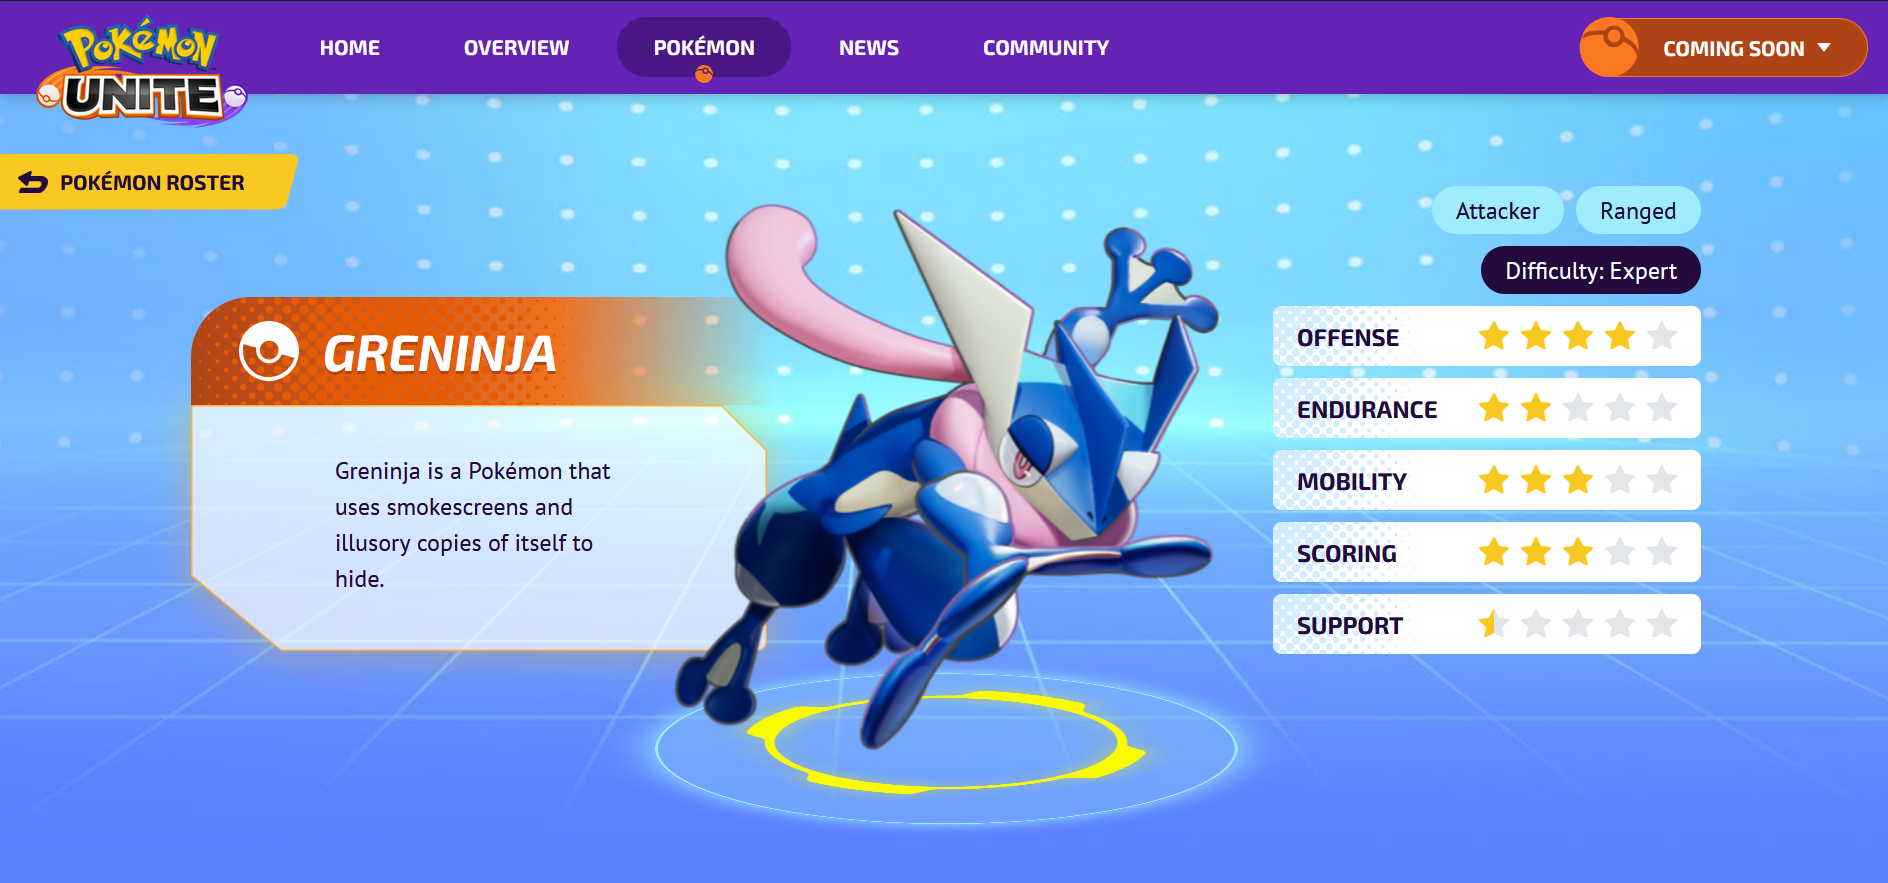 Pokémon
UNITE
HOME
OVERVIEW
POKÉMON
NEWS
COMMUNITY
COMING SOON
POKÉMON ROSTER
GRENINJA
Greninja is a Pokémon that
uses smokescreens and
illusory copies of itself to
hide.
Attacker
Ranged
Difficulty: Expert
OFFENSE
ENDURANCE
MOBILITY
SCORING
SUPPORT